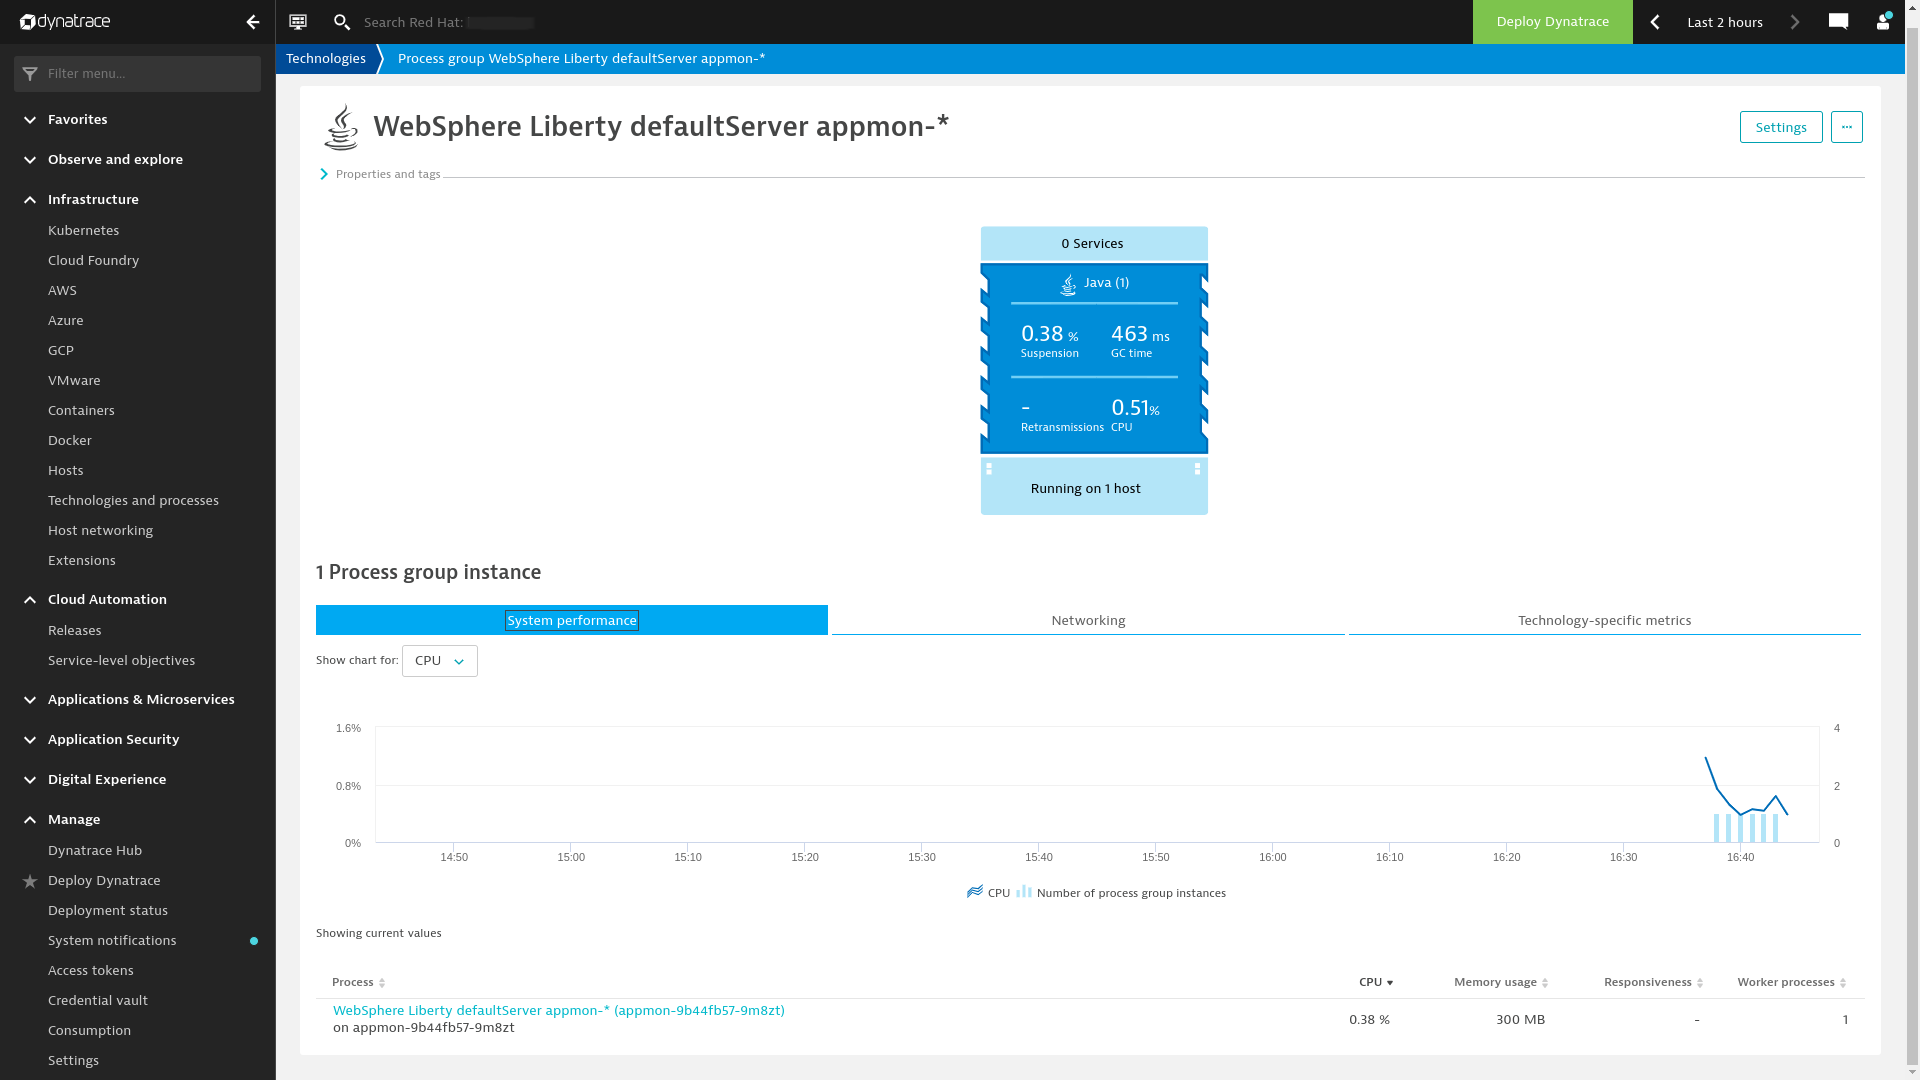 dynatrace
Search Red Hat:
Deploy Dynatrace
Last 2 hours
Filter menu...
Technologies
Process group WebSphere Liberty defaultServer appmon-*
Favorites
Observe and explore
Infrastructure
Kubernetes
Cloud Foundry
AWS
Azure
GCP
VMware
Containers
Docker
Hosts
Technologies and processes
Host networking
Extensions
Cloud Automation
Releases
Service-level objectives
Applications & Microservices
Application Security
Digital Experience
Manage
Dynatrace Hub
Deploy Dynatrace
Deployment status
System notifications
Access tokens
Credential vault
Consumption
Settings
WebSphere Liberty defaultServer appmon-*
Settings
...
Properties and tags
0 Services
Java (1)
0.38 % 463 ms
Suspension GC time
- 0.51%
Retransmissions CPU
Running on 1 host
1 Process group instance
System performance Networking Technology-specific metrics
Show chart for: CPU
1.6% 4
0.8% 2
0% 0
14:50 15:00 15:10 15:20 15:30 15:40 15:50 16:00 16:10 16:20 16:30 16:40
CPU Number of process group instances
Showing current values
Process CPU Memory usage Responsiveness Worker processes
WebSphere Liberty defaultServer appmon-* (appmon-9b44fb57-9m8zt)
on appmon-9b44fb57-9m8zt
0.38 % 300 MB - 1